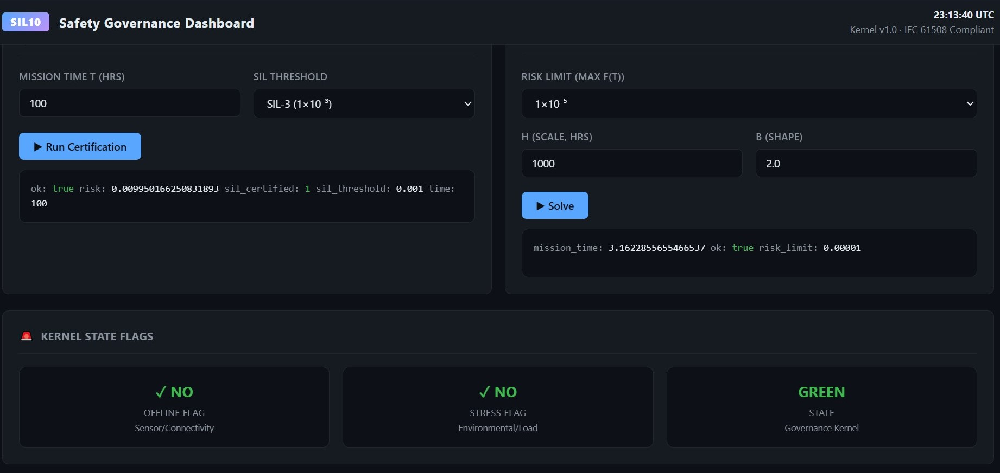 SIL10 Safety Governance Dashboard
23:13:40 UTC
Kernel v1.0 · IEC 61508 Compliant
MISSION TIME T (HRS)
100
SIL THRESHOLD
SIL-3 (1×10⁻³)
▶ Run Certification
ok: true risk: 0.009950166250831893 sil_certified: 1 sil_threshold: 0.001 time:
100
RISK LIMIT (MAX F(T))
1×10⁻⁵
H (SCALE, HRS)
1000
B (SHAPE)
2.0
▶ Solve
mission_time: 3.1622855655466537 ok: true risk_limit: 0.00001
🚨 KERNEL STATE FLAGS
✓ NO
OFFLINE FLAG
Sensor/Connectivity
✓ NO
STRESS FLAG
Environmental/Load
GREEN
STATE
Governance Kernel